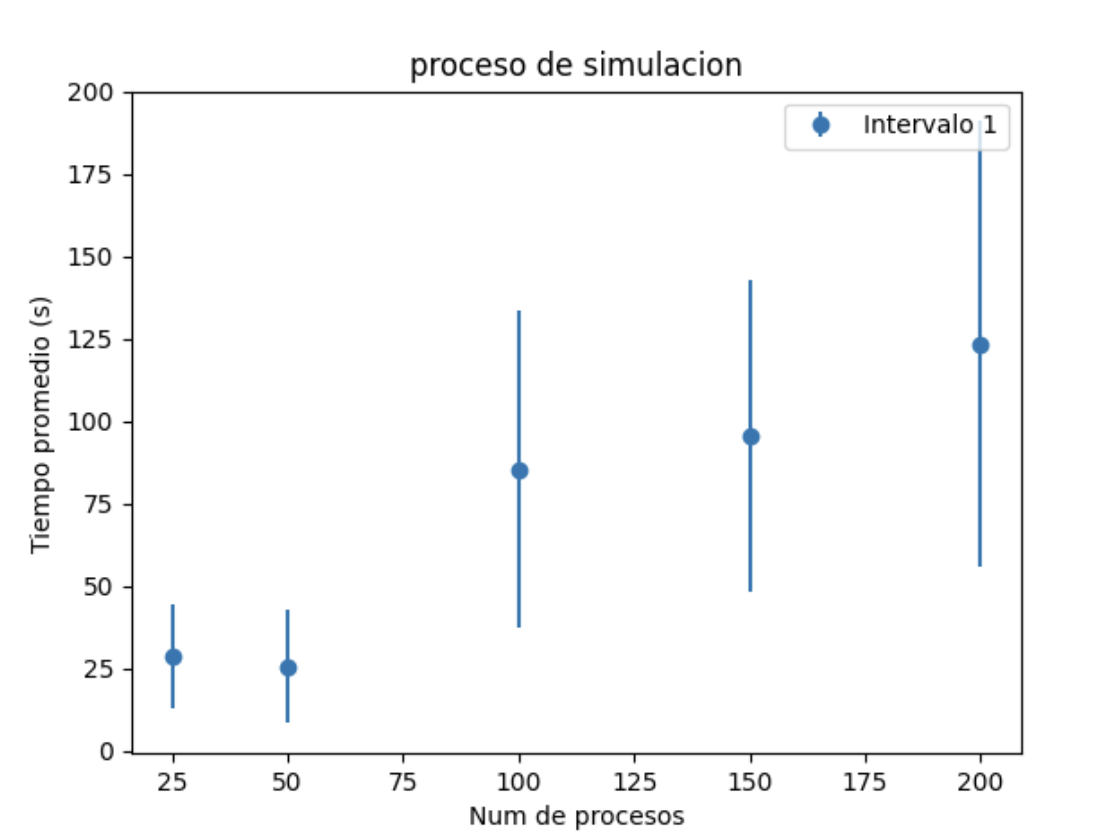 proceso de simulacion
Intervalo 1
200
175
150
125
100
75
50
25
0
Tiempo promedio (s)
25 50 75 100 125 150 175 200
Num de procesos